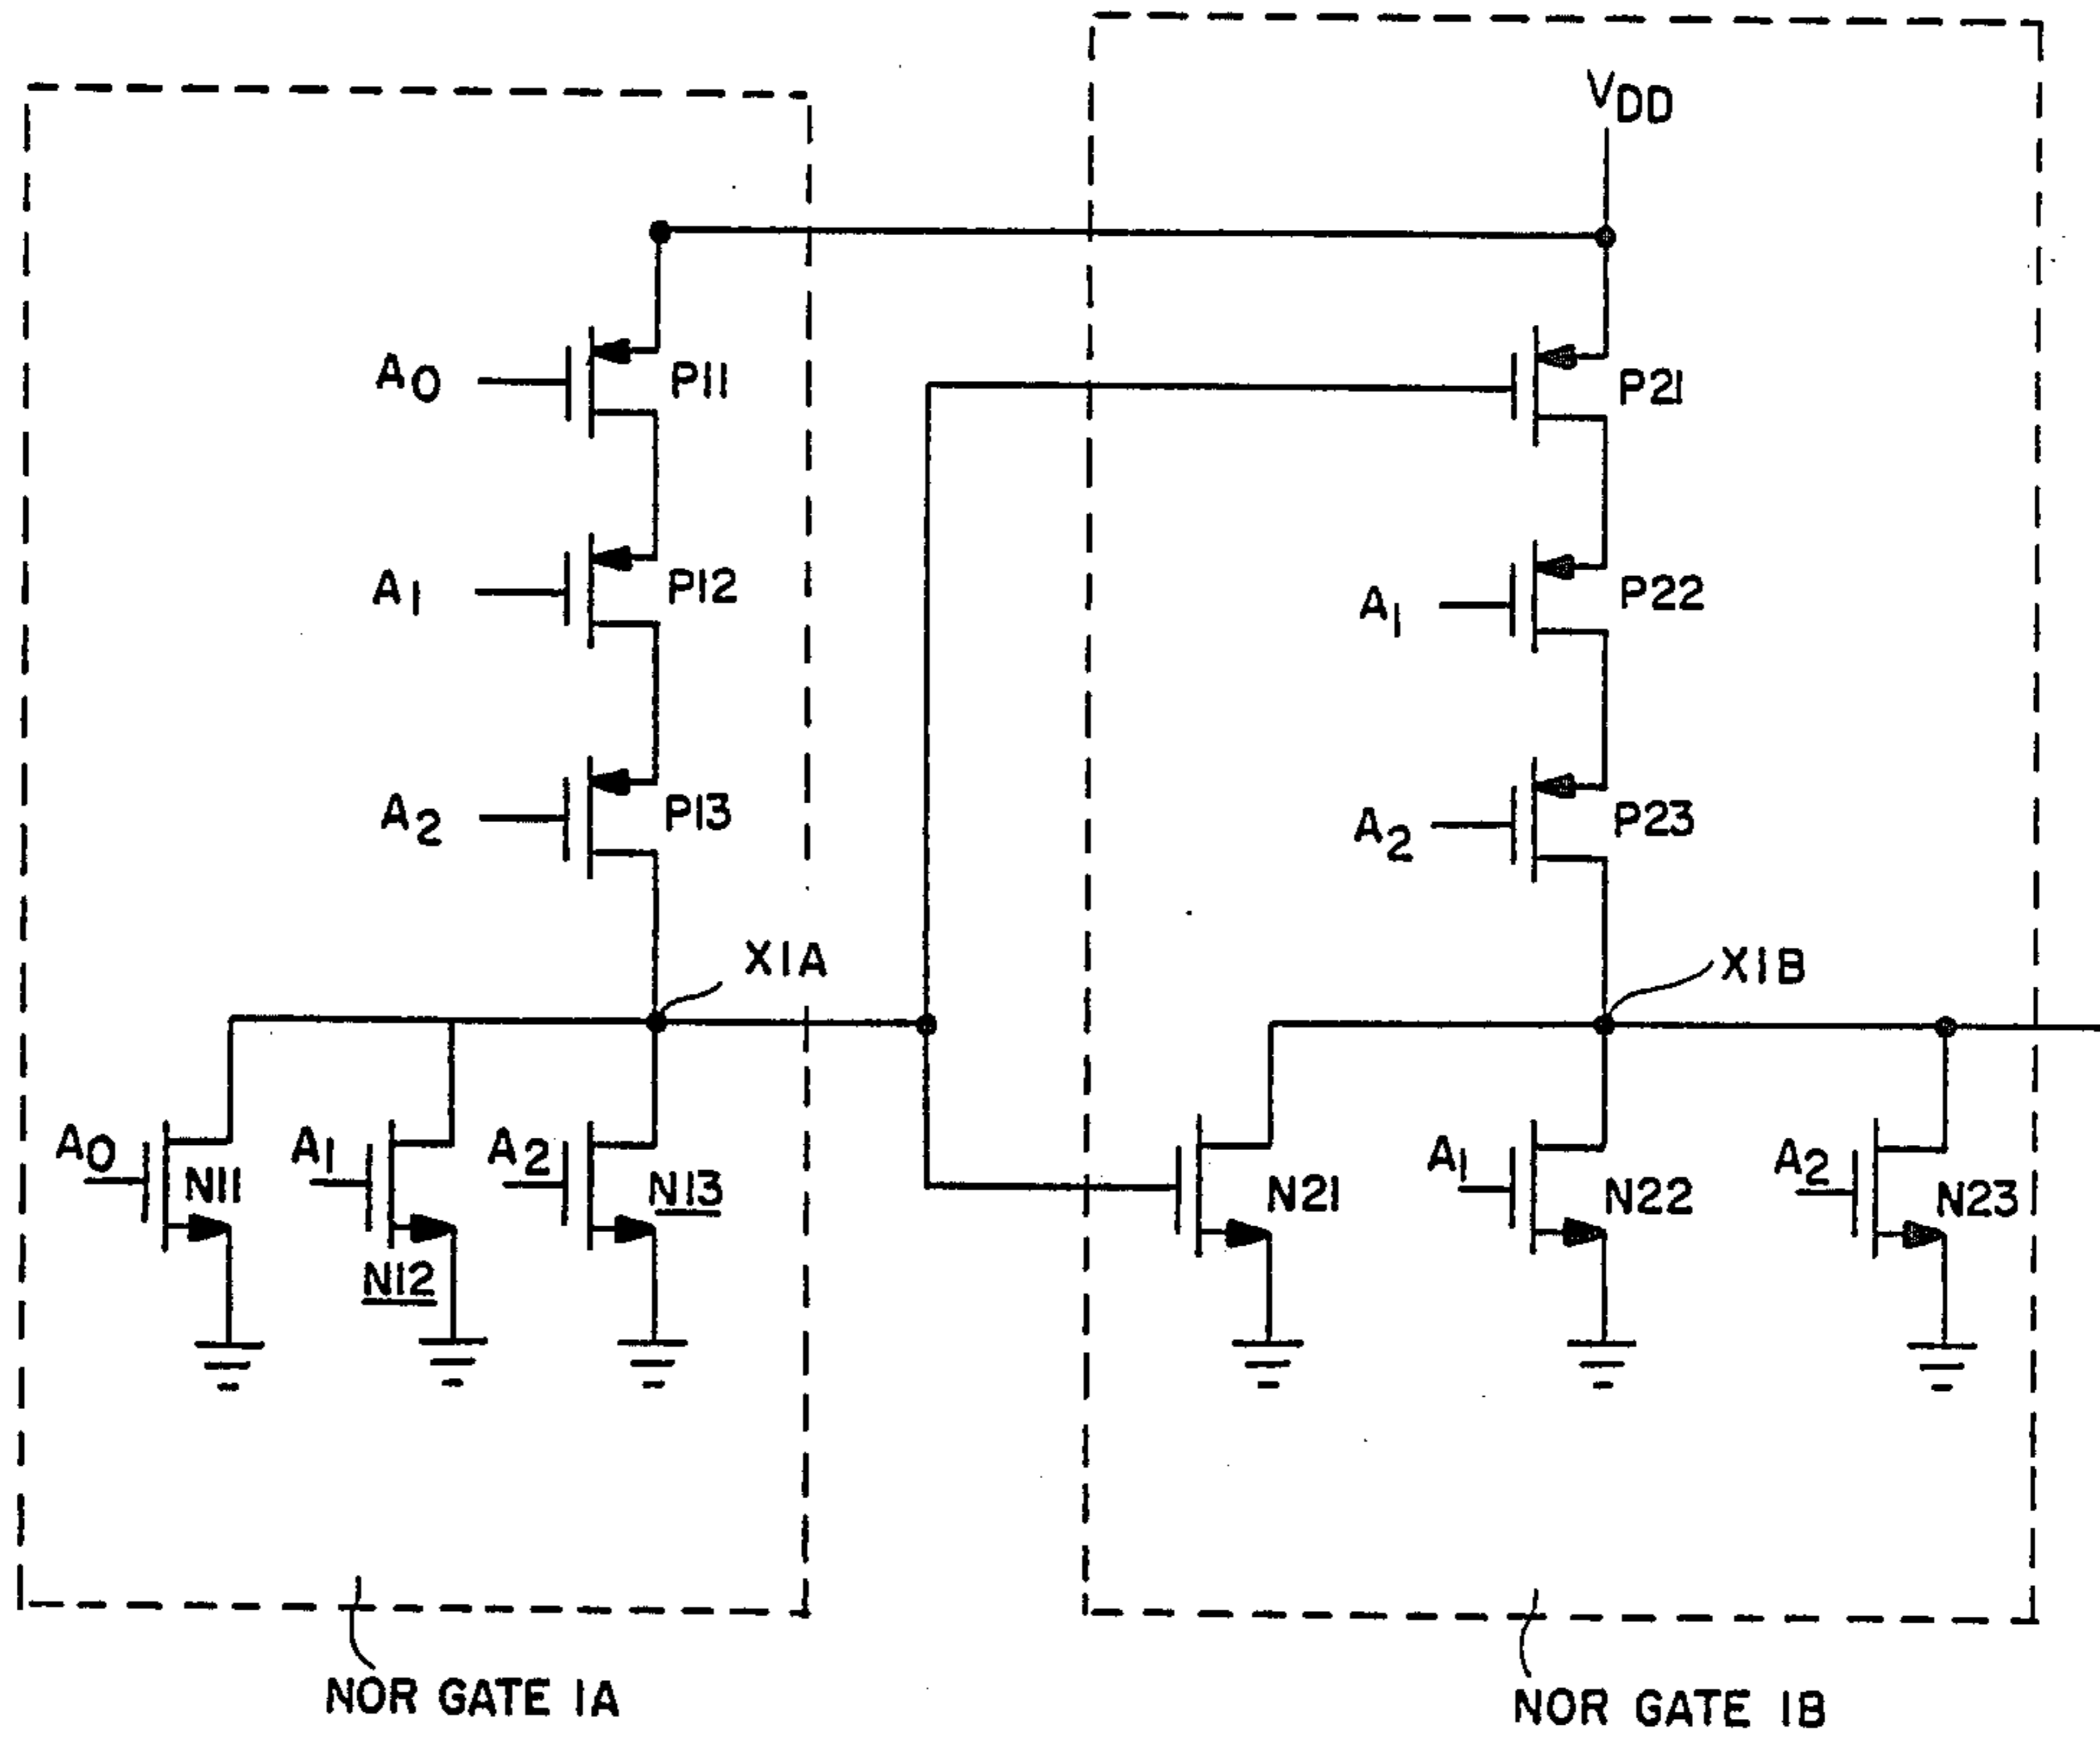 VDD
A0
P11
P21
A1
P12
A1
P22
A2
P13
A2
P23
X1A
X1B
A0
N11
A1
N12
A2
N13
N21
A1
N22
A2
N23
NOR GATE 1A
NOR GATE 1B